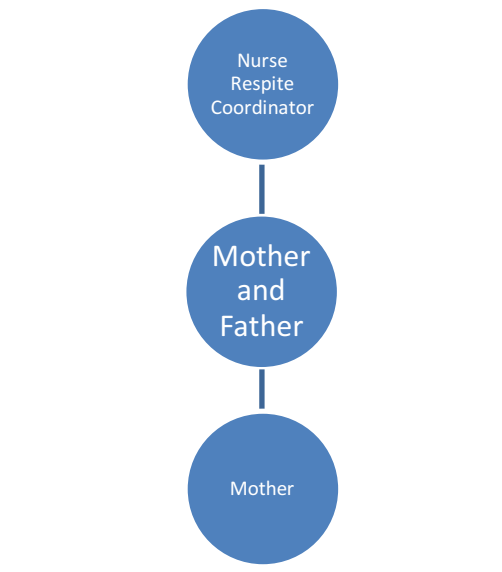 Nurse
Respite
Coordinator
Mother
and
Father
Mother